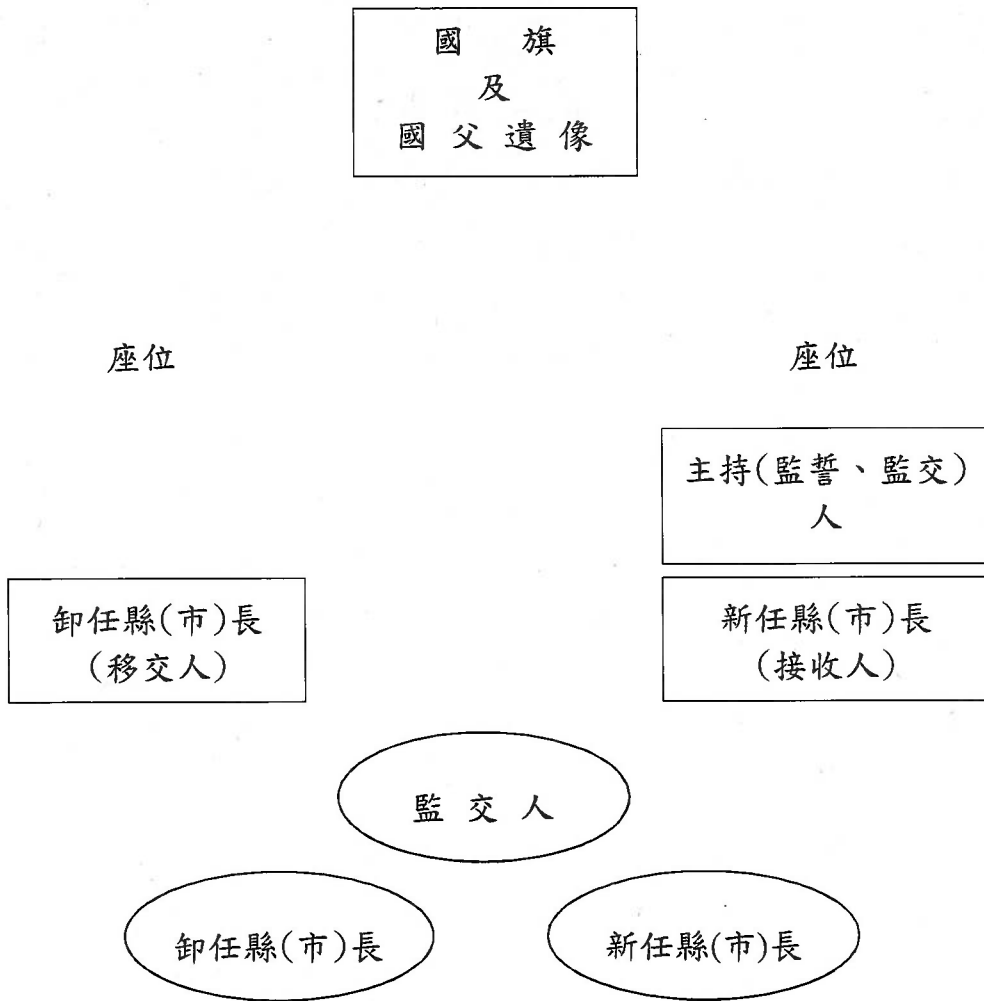 國 旗
及
國父遺像
座位
座位
主持(監誓、監交)
人
卸任縣(市)長
(移交人)
新任縣(市)長
(接收人)
監交人
卸任縣(市)長
新任縣(市)長